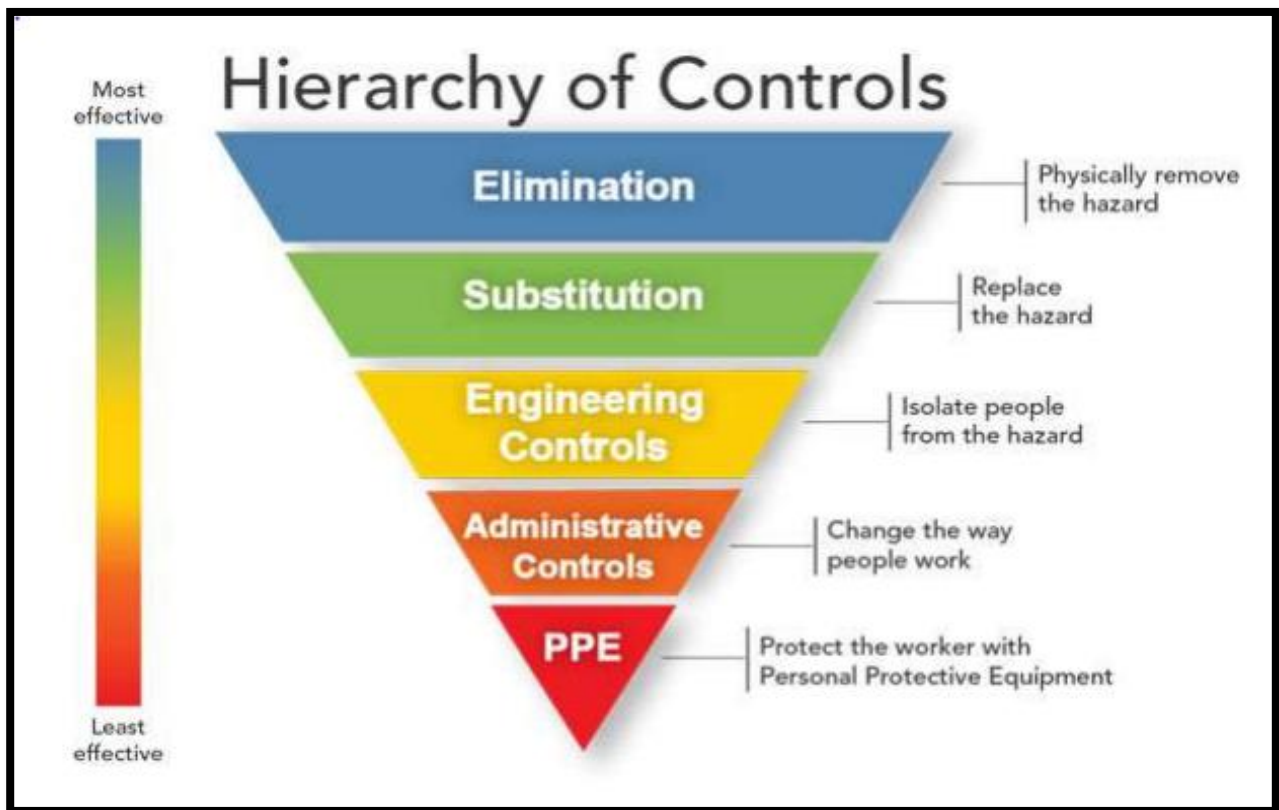 Hierarchy of Controls
Most
effective
Elimination
Physically remove
the hazard
Substitution
Replace
the hazard
Engineering
Controls
Isolate people
from the hazard
Administrative
Controls
Change the way
people work
PPE
Protect the worker with
Personal Protective Equipment
Least
effective